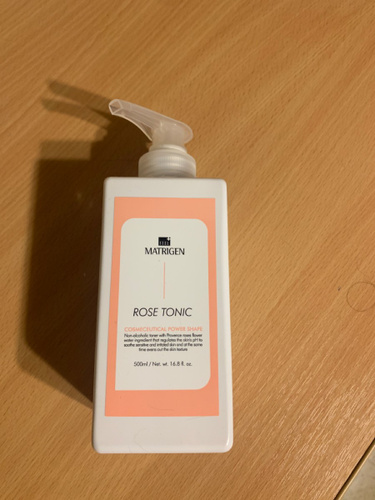 MATRIGEN
ROSE TONIC
COSMECEUTICAL POWER SHAPE
Non-alcoholic toner with Provence roses flower
water ingredient that regulates the skin's pH to
soothe sensitive and irritated skin and at the same
time evens out the skin texture
500ml / Net. wt. 16.8 fl. oz.